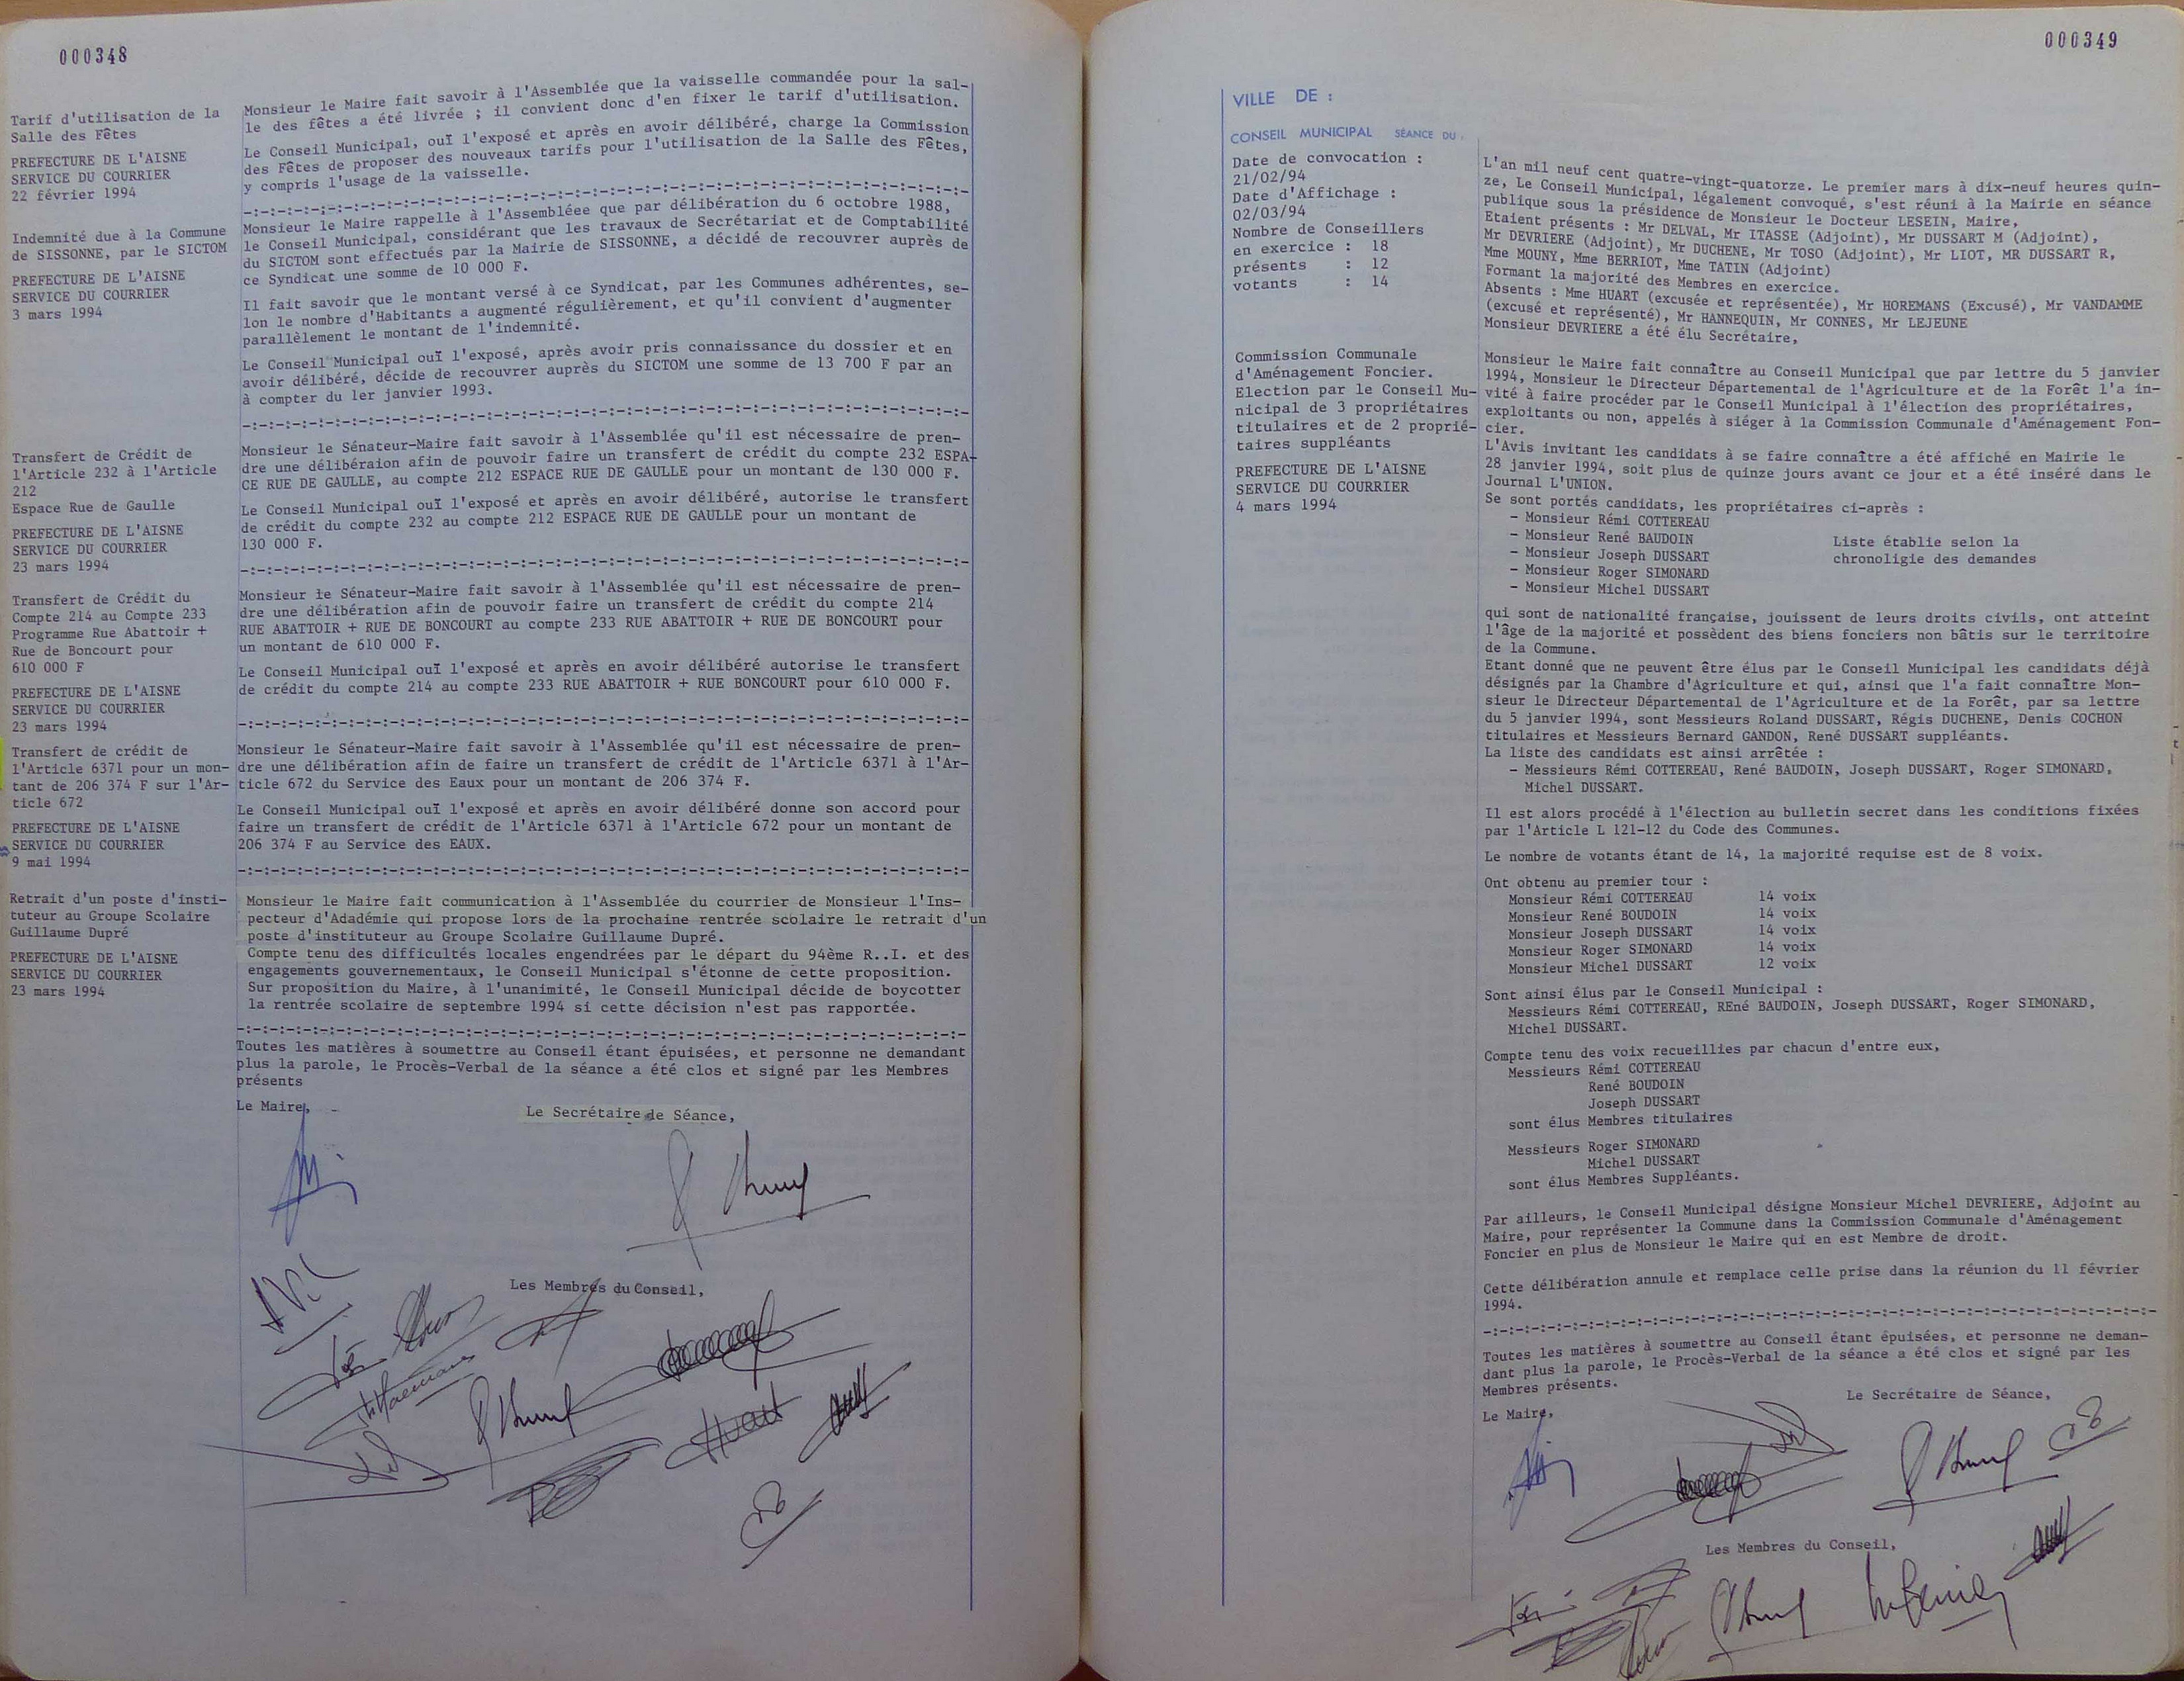 000348
Tarif d'utilisation de la
Salle des Fêtes
PREFECTURE DE L'AISNE
SERVICE DU COURRIER
22 février 1994
Monsieur le Maire fait savoir à l'Assemblée que la vaisselle commandée pour la sal-
le des fêtes a été livrée ; il convient donc d'en fixer le tarif d'utilisation.
Le Conseil Municipal, ouï l'exposé et après en avoir délibéré, charge la Commission
des Fêtes de proposer des nouveaux tarifs pour l'utilisation de la Salle des Fêtes,
y compris l'usage de la vaisselle.
-:-:-:-:-:-:-:-:-:-:-:-:-:-:-:-:-:-:-:-:-:-:-:-:-:-:-:-:-:-:-:-:-:-:-:-:-:-:-:-:-
Indemnité due à la Commune
de SISSONNE, par le SICTOM
PREFECTURE DE L'AISNE
SERVICE DU COURRIER
3 mars 1994
Monsieur le Maire rappelle à l'Assembléee que par délibération du 6 octobre 1988,
le Conseil Municipal, considérant que les travaux de Secrétariat et de Comptabilité
du SICTOM sont effectués par la Mairie de SISSONNE, a décidé de recouvrer auprès de
ce Syndicat une somme de 10 000 F.
Il fait savoir que le montant versé à ce Syndicat, par les Communes adhérentes, se-
lon le nombre d'Habitants a augmenté régulièrement, et qu'il convient d'augmenter
parallèlement le montant de l'indemnité.
Le Conseil Municipal ouï l'exposé, après avoir pris connaissance du dossier et en
avoir délibéré, décide de recouvrer auprès du SICTOM une somme de 13 700 F par an
à compter du 1er janvier 1993.
-:-:-:-:-:-:-:-:-:-:-:-:-:-:-:-:-:-:-:-:-:-:-:-:-:-:-:-:-:-:-:-:-:-:-:-:-:-:-:-:-
Transfert de Crédit de
l'Article 232 à l'Article
212
Espace Rue de Gaulle
PREFECTURE DE L'AISNE
SERVICE DU COURRIER
23 mars 1994
Monsieur le Sénateur-Maire fait savoir à l'Assemblée qu'il est nécessaire de pren-
dre une délibéraion afin de pouvoir faire un transfert de crédit du compte 232 ESPA-
CE RUE DE GAULLE, au compte 212 ESPACE RUE DE GAULLE pour un montant de 130 000 F.
Le Conseil Municipal ouï l'exposé et après en avoir délibéré, autorise le transfert
de crédit du compte 232 au compte 212 ESPACE RUE DE GAULLE pour un montant de
130 000 F.
-:-:-:-:-:-:-:-:-:-:-:-:-:-:-:-:-:-:-:-:-:-:-:-:-:-:-:-:-:-:-:-:-:-:-:-:-:-:-:-:-
Transfert de Crédit du
Compte 214 au Compte 233
Programme Rue Abattoir +
Rue de Boncourt pour
610 000 F
PREFECTURE DE L'AISNE
SERVICE DU COURRIER
23 mars 1994
Monsieur le Sénateur-Maire fait savoir à l'Assemblée qu'il est nécessaire de pren-
dre une délibération afin de pouvoir faire un transfert de crédit du compte 214
RUE ABATTOIR + RUE DE BONCOURT au compte 233 RUE ABATTOIR + RUE DE BONCOURT pour
un montant de 610 000 F.
Le Conseil Municipal ouï l'exposé et après en avoir délibéré autorise le transfert
de crédit du compte 214 au compte 233 RUE ABATTOIR + RUE BONCOURT pour 610 000 F.
-:-:-:-:-:-:-:-:-:-:-:-:-:-:-:-:-:-:-:-:-:-:-:-:-:-:-:-:-:-:-:-:-:-:-:-:-:-:-:-:-
Transfert de crédit de
l'Article 6371 pour un mon-
tant de 206 374 F sur l'Ar-
ticle 672
PREFECTURE DE L'AISNE
SERVICE DU COURRIER
9 mai 1994
Monsieur le Sénateur-Maire fait savoir à l'Assemblée qu'il est nécessaire de pren-
dre une délibération afin de faire un transfert de crédit de l'Article 6371 à l'Ar-
ticle 672 du Service des Eaux pour un montant de 206 374 F.
Le Conseil Municipal ouï l'exposé et après en avoir délibéré donne son accord pour
faire un transfert de crédit de l'Article 6371 à l'Article 672 pour un montant de
206 374 F au Service des EAUX.
-:-:-:-:-:-:-:-:-:-:-:-:-:-:-:-:-:-:-:-:-:-:-:-:-:-:-:-:-:-:-:-:-:-:-:-:-:-:-:-:-
Retrait d'un poste d'insti-
tuteur au Groupe Scolaire
Guillaume Dupré
PREFECTURE DE L'AISNE
SERVICE DU COURRIER
23 mars 1994
Monsieur le Maire fait communication à l'Assemblée du courrier de Monsieur l'Ins-
pecteur d'Adadémie qui propose lors de la prochaine rentrée scolaire le retrait d'un
poste d'instituteur au Groupe Scolaire Guillaume Dupré.
Compte tenu des difficultés locales engendrées par le départ du 94ème R..I. et des
engagements gouvernementaux, le Conseil Municipal s'étonne de cette proposition.
Sur proposition du Maire, à l'unanimité, le Conseil Municipal décide de boycotter
la rentrée scolaire de septembre 1994 si cette décision n'est pas rapportée.
-:-:-:-:-:-:-:-:-:-:-:-:-:-:-:-:-:-:-:-:-:-:-:-:-:-:-:-:-:-:-:-:-:-:-:-:-:-:-:-:-
Toutes les matières à soumettre au Conseil étant épuisées, et personne ne demandant
plus la parole, le Procès-Verbal de la séance a été clos et signé par les Membres
présents
Le Maire,
Le Secrétaire de Séance,
Les Membres du Conseil,
000349
VILLE DE :
CONSEIL MUNICIPAL SÉANCE DU
Date de convocation :
21/02/94
Date d'Affichage :
02/03/94
Nombre de Conseillers
en exercice : 18
présents : 12
votants : 14
L'an mil neuf cent quatre-vingt-quatorze. Le premier mars à dix-neuf heures quin-
ze, Le Conseil Municipal, légalement convoqué, s'est réuni à la Mairie en séance
publique sous la présidence de Monsieur le Docteur LESEIN, Maire,
Etaient présents : Mr DELVAL, Mr ITASSE (Adjoint), Mr DUSSART M (Adjoint),
Mr DEVRIERE (Adjoint), Mr DUCHENE, Mr TOSO (Adjoint), Mr LIOT, MR DUSSART R,
Mme MOUNY, Mme BERRIOT, Mme TATIN (Adjoint)
Formant la majorité des Membres en exercice.
Absents : Mme HUART (excusée et représentée), Mr HOREMANS (Excusé), Mr VANDAMME
(excusé et représenté), Mr HANNEQUIN, Mr CONNES, Mr LEJEUNE
Monsieur DEVRIERE a été élu Secrétaire,
Commission Communale
d'Aménagement Foncier.
Election par le Conseil Mu-
nicipal de 3 propriétaires
titulaires et de 2 proprié-
taires suppléants
PREFECTURE DE L'AISNE
SERVICE DU COURRIER
4 mars 1994
Monsieur le Maire fait connaître au Conseil Municipal que par lettre du 5 janvier
1994, Monsieur le Directeur Départemental de l'Agriculture et de la Forêt l'a in-
vité à faire procéder par le Conseil Municipal à l'élection des propriétaires,
exploitants ou non, appelés à siéger à la Commission Communale d'Aménagement Fon-
cier.
L'Avis invitant les candidats à se faire connaître a été affiché en Mairie le
28 janvier 1994, soit plus de quinze jours avant ce jour et a été inséré dans le
Journal L'UNION.
Se sont portés candidats, les propriétaires ci-après :
- Monsieur Rémi COTTEREAU
- Monsieur René BAUDOIN Liste établie selon la
- Monsieur Joseph DUSSART chronoligie des demandes
- Monsieur Roger SIMONARD
- Monsieur Michel DUSSART
qui sont de nationalité française, jouissent de leurs droits civils, ont atteint
l'âge de la majorité et possèdent des biens fonciers non bâtis sur le territoire
de la Commune.
Etant donné que ne peuvent être élus par le Conseil Municipal les candidats déjà
désignés par la Chambre d'Agriculture et qui, ainsi que l'a fait connaître Mon-
sieur le Directeur Départemental de l'Agriculture et de la Forêt, par sa lettre
du 5 janvier 1994, sont Messieurs Roland DUSSART, Régis DUCHENE, Denis COCHON
titulaires et Messieurs Bernard GANDON, René DUSSART suppléants.
La liste des candidats est ainsi arrêtée :
- Messieurs Rémi COTTEREAU, René BAUDOIN, Joseph DUSSART, Roger SIMONARD,
Michel DUSSART.
Il est alors procédé à l'élection au bulletin secret dans les conditions fixées
par l'Article L 121-12 du Code des Communes.
Le nombre de votants étant de 14, la majorité requise est de 8 voix.
Ont obtenu au premier tour :
Monsieur Rémi COTTEREAU 14 voix
Monsieur René BOUDOIN 14 voix
Monsieur Joseph DUSSART 14 voix
Monsieur Roger SIMONARD 14 voix
Monsieur Michel DUSSART 12 voix
Sont ainsi élus par le Conseil Municipal :
Messieurs Rémi COTTEREAU, REné BAUDOIN, Joseph DUSSART, Roger SIMONARD,
Michel DUSSART.
Compte tenu des voix recueillies par chacun d'entre eux,
Messieurs Rémi COTTEREAU
René BOUDOIN
Joseph DUSSART
sont élus Membres titulaires
Messieurs Roger SIMONARD
Michel DUSSART
sont élus Membres Suppléants.
Par ailleurs, le Conseil Municipal désigne Monsieur Michel DEVRIERE, Adjoint au
Maire, pour représenter la Commune dans la Commission Communale d'Aménagement
Foncier en plus de Monsieur le Maire qui en est Membre de droit.
Cette délibération annule et remplace celle prise dans la réunion du 11 février
1994.
-:-:-:-:-:-:-:-:-:-:-:-:-:-:-:-:-:-:-:-:-:-:-:-:-:-:-:-:-:-:-:-:-:-:-:-:-:-:-
Toutes les matières à soumettre au Conseil étant épuisées, et personne ne deman-
dant plus la parole, le Procès-Verbal de la séance a été clos et signé par les
Membres présents.
Le Secrétaire de Séance,
Le Maire,
Les Membres du Conseil,